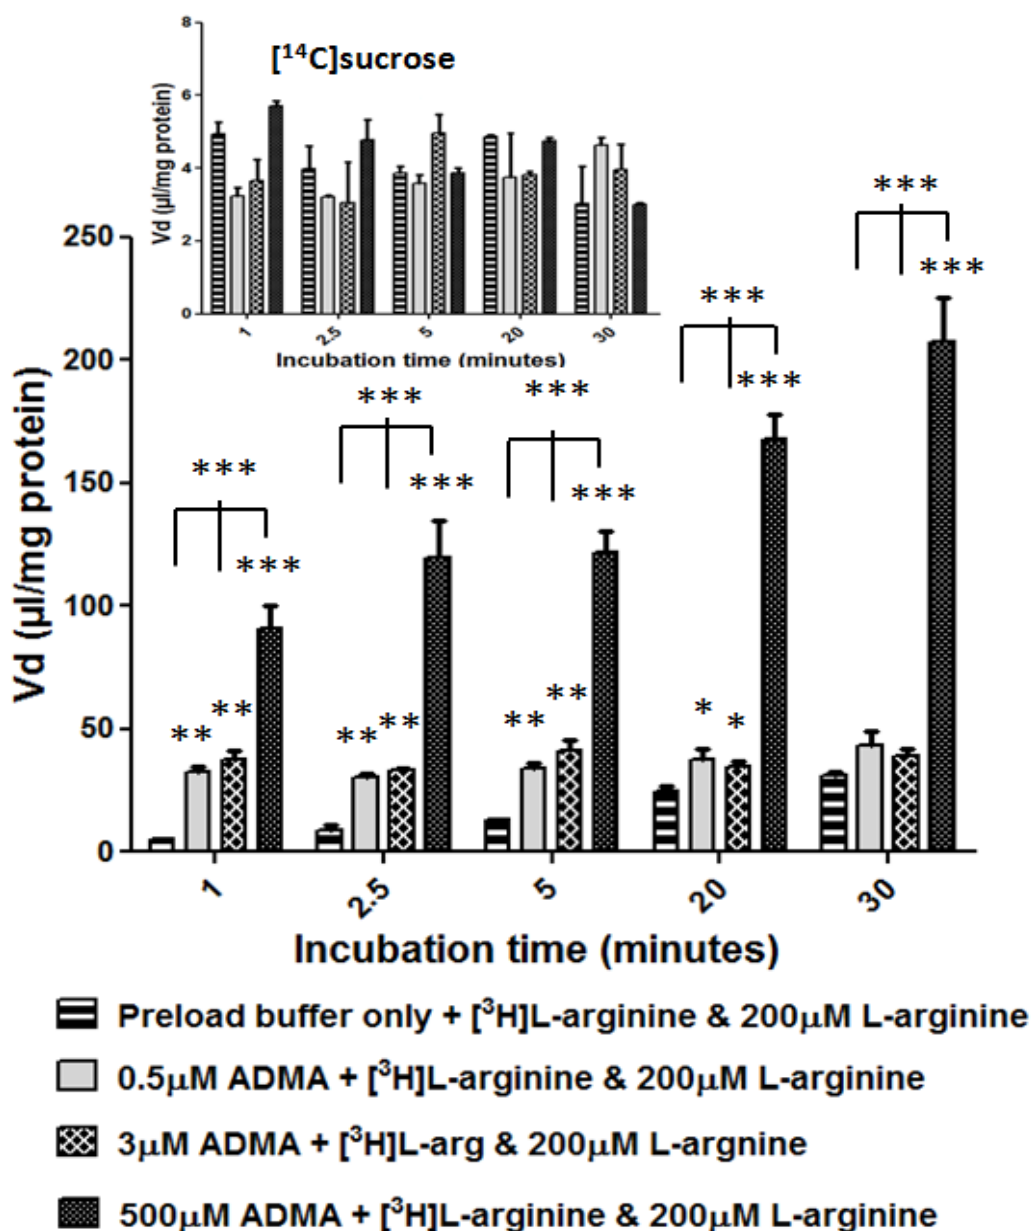 8
6
4
2
0
[¹⁴C]sucrose
Vd (µl/mg protein)
1 2.5 5 20 30
Incubation time (minutes)
250
200
150
100
50
0
Vd (µl/mg protein)
***
***
** **
***
***
** **
***
***
** **
***
***
* *
***
***
1 2.5 5 20 30
Incubation time (minutes)
Preload buffer only + [³H]L-arginine & 200µM L-arginine
0.5µM ADMA + [³H]L-arginine & 200µM L-arginine
3µM ADMA + [³H]L-arg & 200µM L-argnine
500µM ADMA + [³H]L-arginine & 200µM L-arginine